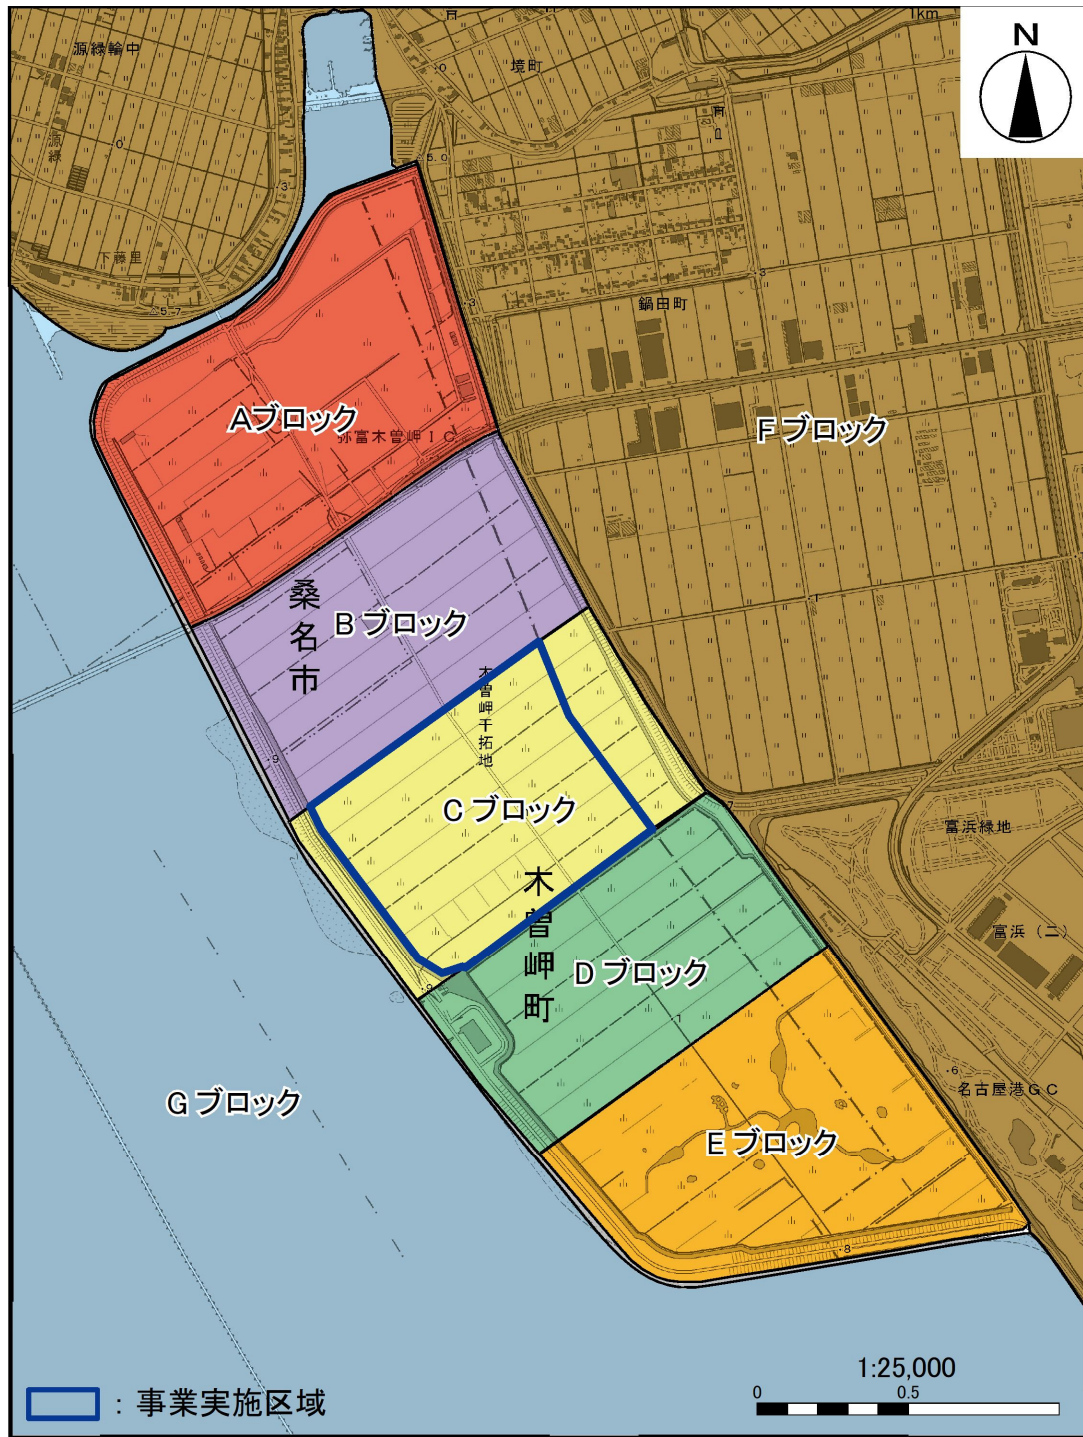 1km
N
源緑輪中
境町
源緑
5.0
下藤里
5.7
鍋田町
Aブロック
弥富木曽岬IC
Fブロック
桑名市
Bブロック
木曽岬干拓地
Cブロック
富浜緑地
木曽岬町
富浜(二)
Dブロック
名古屋港GC
Gブロック
Eブロック
1:25,000
0 0.5
:事業実施区域